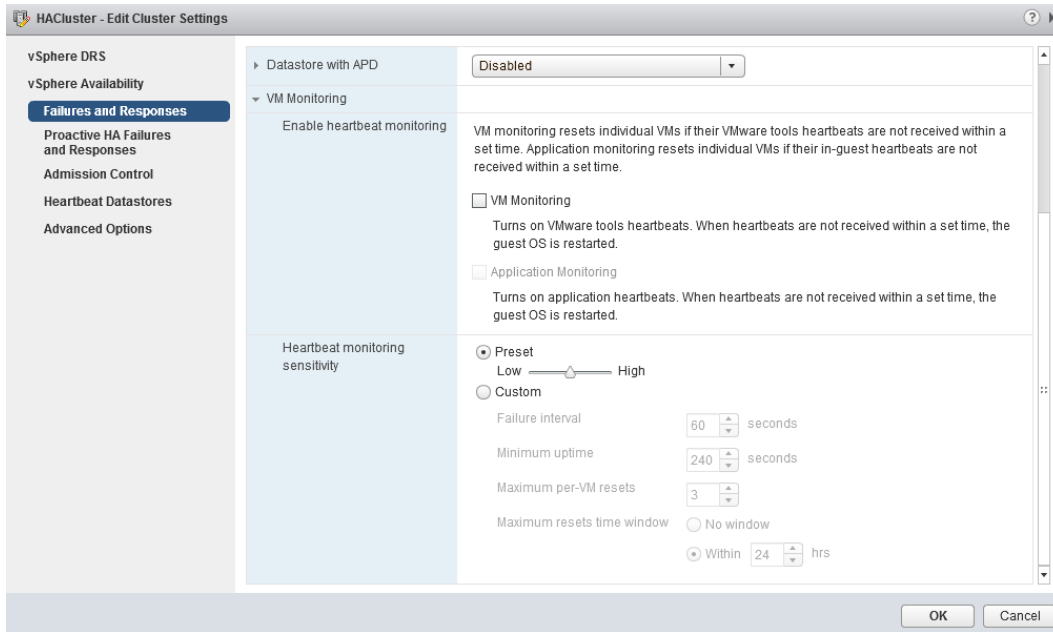 HACluster - Edit Cluster Settings
?
vSphere DRS
vSphere Availability
Failures and Responses
Proactive HA Failures
and Responses
Admission Control
Heartbeat Datastores
Advanced Options
Datastore with APD
Disabled
VM Monitoring
Enable heartbeat monitoring
VM monitoring resets individual VMs if their VMware tools heartbeats are not received within a
set time. Application monitoring resets individual VMs if their in-guest heartbeats are not
received within a set time.
VM Monitoring
Turns on VMware tools heartbeats. When heartbeats are not received within a set time, the
guest OS is restarted.
Application Monitoring
Turns on application heartbeats. When heartbeats are not received within a set time, the
guest OS is restarted.
Heartbeat monitoring
sensitivity
Preset
Low High
Custom
Failure interval 60 seconds
Minimum uptime 240 seconds
Maximum per-VM resets 3
Maximum resets time window No window
Within 24 hrs
OK Cancel